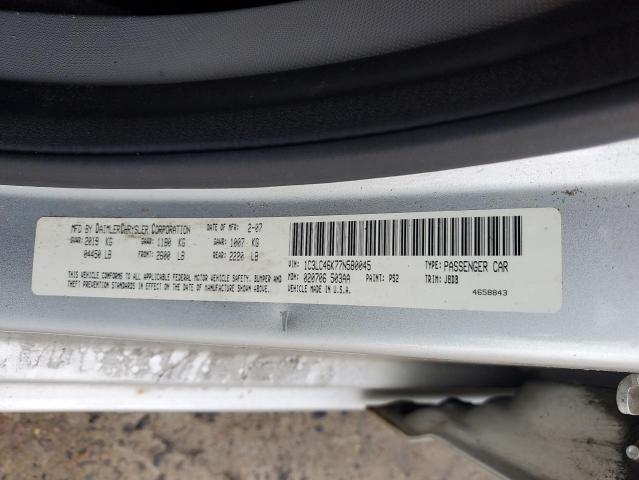 MFD BY DAIMLERCHRYSLER CORPORATION DATE OF MFR: 2-07
GVWR: 2019 KG GAWR: 1180 KG GAWR: 1007 KG
04450 LB FRONT: 2600 LB REAR: 2220 LB
THIS VEHICLE CONFORMS TO ALL APPLICABLE FEDERAL MOTOR VEHICLE SAFETY, BUMPER AND
THEFT PREVENTION STANDARDS IN EFFECT ON THE DATE OF MANUFACTURE SHOWN ABOVE.
VIN: 1C3LC46K77N580045 TYPE: PASSENGER CAR
MDH: 020706 503AA PAINT: PS2 TRIM: J8D8
VEHICLE MADE IN U.S.A. 4658843